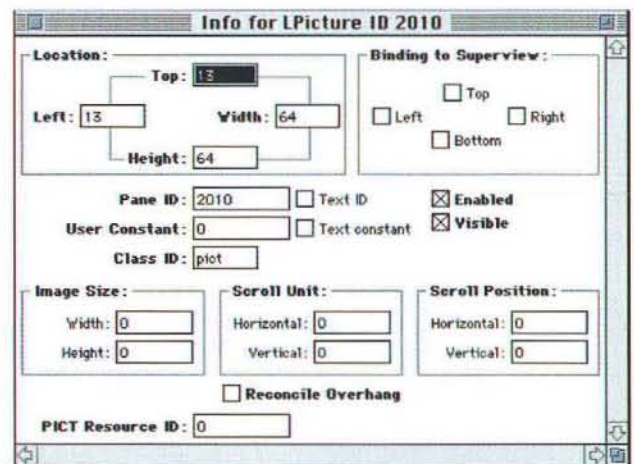 Info for LPicture ID 2010
Location:
Binding to Superview:
Top: 13
Top
Left: 13
Width: 64
Left
Right
Bottom
Height: 64
Pane ID: 2010
Text ID
Enabled
User Constant: 0
Text constant
Visible
Class ID: pict
Image Size:
Scroll Unit:
Scroll Position:
Width: 0
Horizontal: 0
Horizontal: 0
Height: 0
Vertical: 0
Vertical: 0
Reconcile Overhang
PICT Resource ID: 0